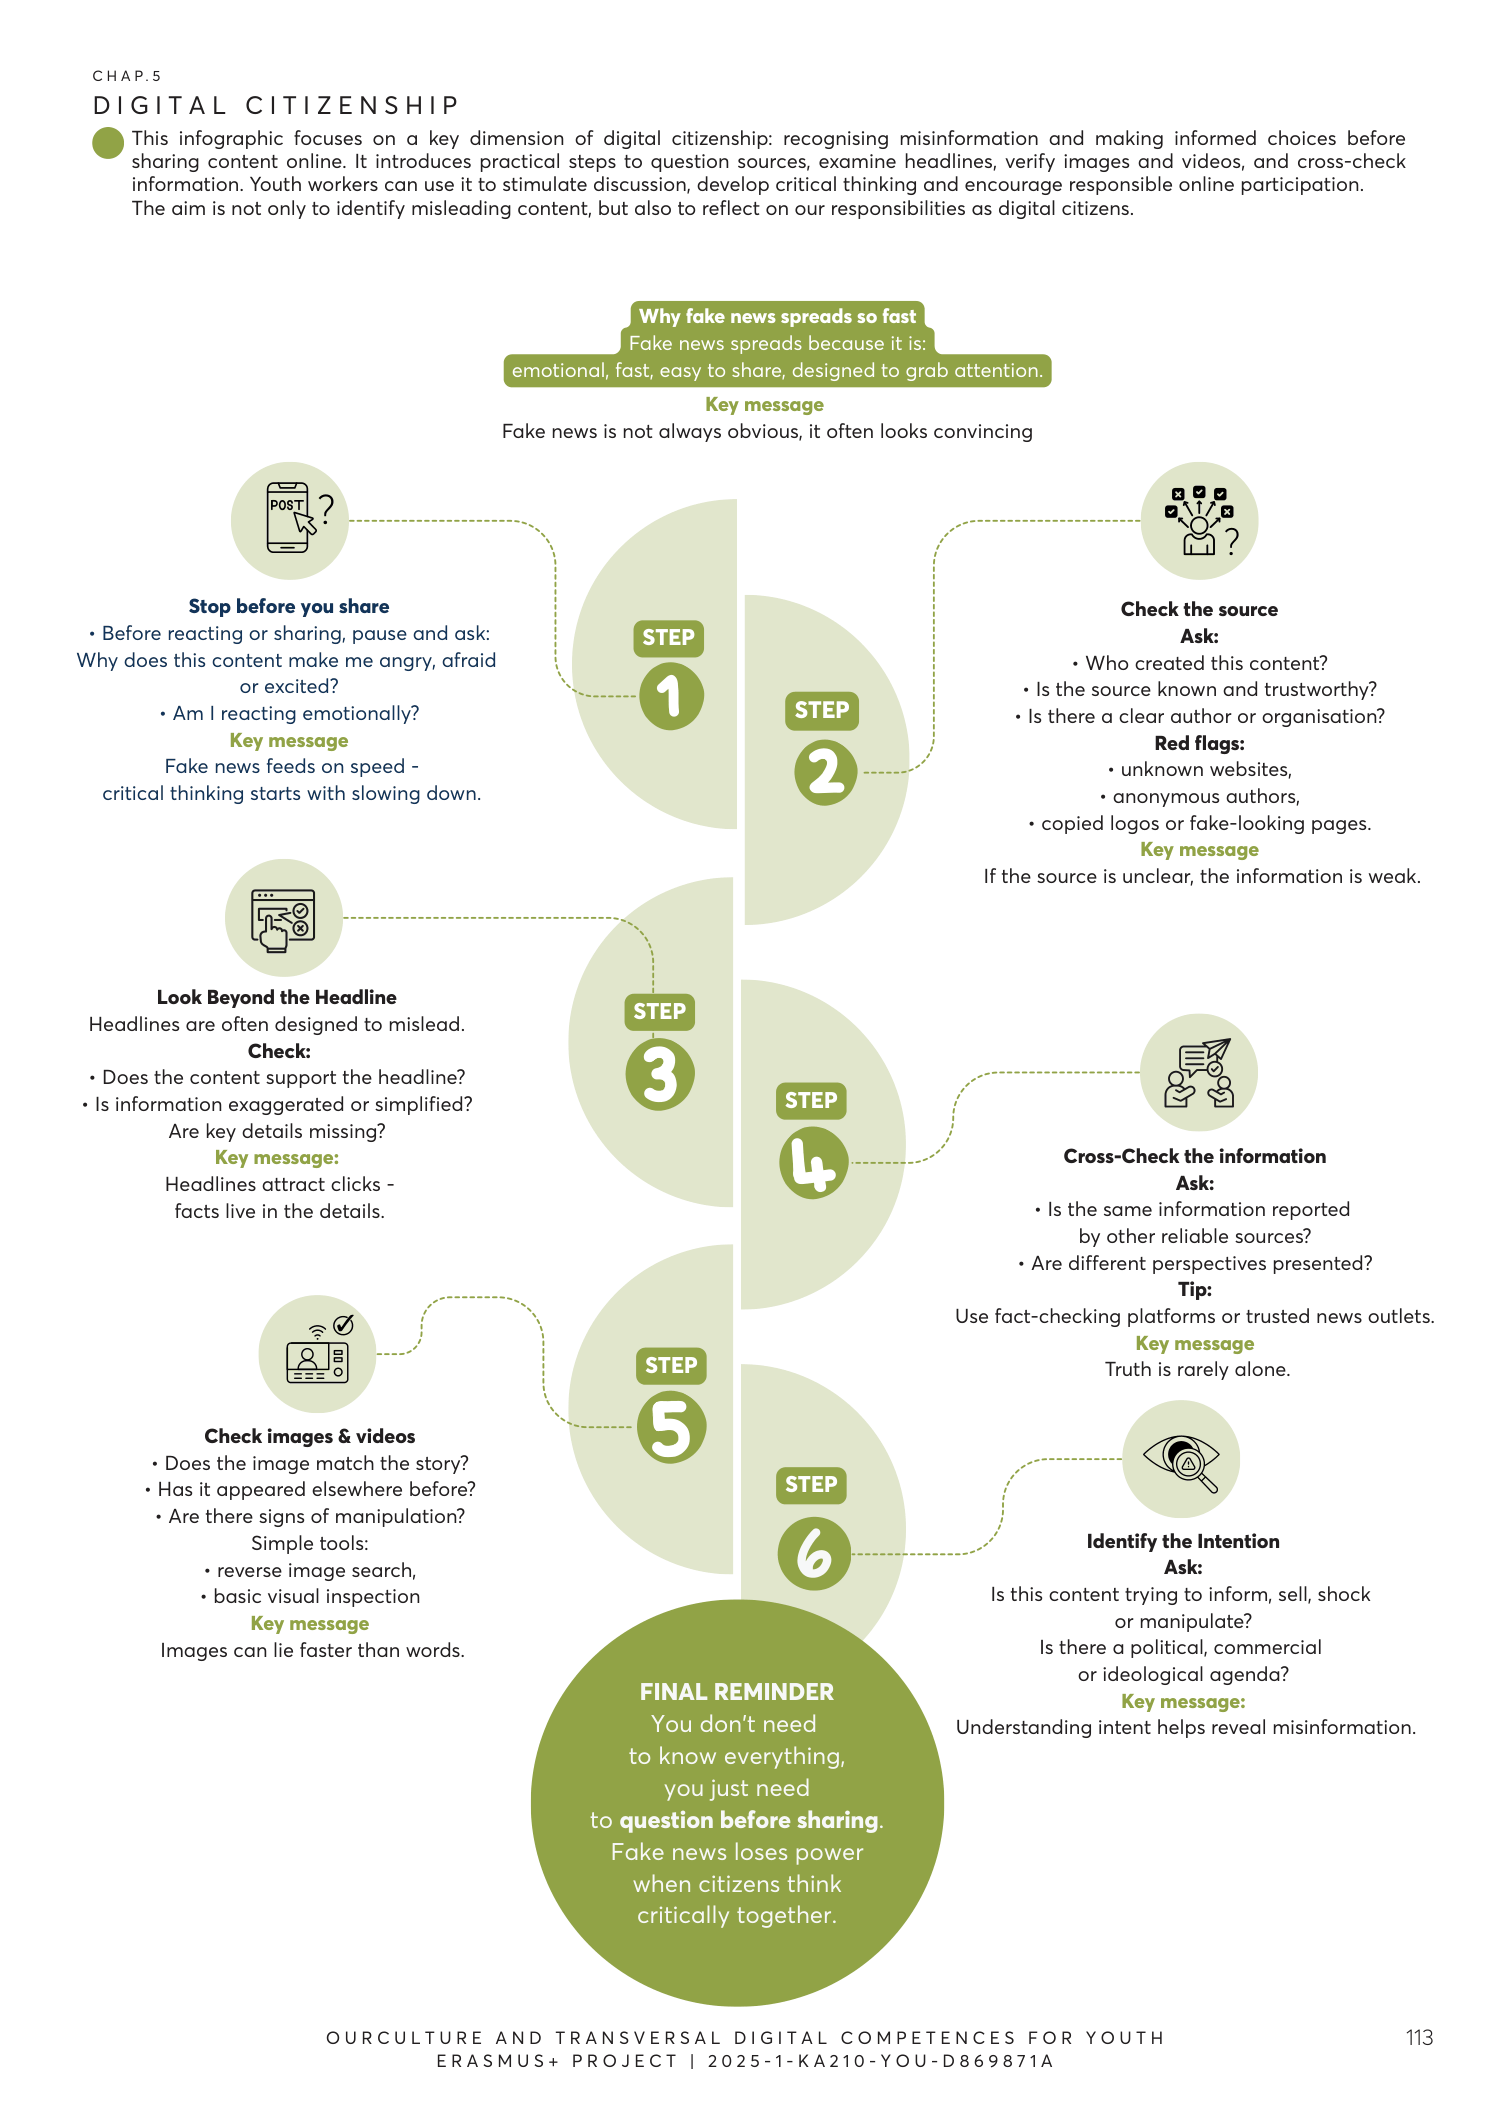 CHAP.5
DIGITAL CITIZENSHIP
This infographic focuses on a key dimension of digital citizenship: recognising misinformation and making informed choices before
sharing content online. It introduces practical steps to question sources, examine headlines, verify images and videos, and cross-check
information. Youth workers can use it to stimulate discussion, develop critical thinking and encourage responsible online participation.
The aim is not only to identify misleading content, but also to reflect on our responsibilities as digital citizens.
Why fake news spreads so fast
Fake news spreads because it is:
emotional, fast, easy to share, designed to grab attention.
Key message
Fake news is not always obvious, it often looks convincing
POST ?
STEP
1
Stop before you share
• Before reacting or sharing, pause and ask:
Why does this content make me angry, afraid
or excited?
• Am I reacting emotionally?
Key message
Fake news feeds on speed -
critical thinking starts with slowing down.
?
STEP
2
Check the source
Ask:
• Who created this content?
• Is the source known and trustworthy?
• Is there a clear author or organisation?
Red flags:
• unknown websites,
• anonymous authors,
• copied logos or fake-looking pages.
Key message
If the source is unclear, the information is weak.
STEP
3
Look Beyond the Headline
Headlines are often designed to mislead.
Check:
• Does the content support the headline?
• Is information exaggerated or simplified?
Are key details missing?
Key message:
Headlines attract clicks -
facts live in the details.
STEP
4
Cross-Check the information
Ask:
• Is the same information reported
by other reliable sources?
• Are different perspectives presented?
Tip:
Use fact-checking platforms or trusted news outlets.
Key message
Truth is rarely alone.
STEP
5
Check images & videos
• Does the image match the story?
• Has it appeared elsewhere before?
• Are there signs of manipulation?
Simple tools:
• reverse image search,
• basic visual inspection
Key message
Images can lie faster than words.
STEP
6
Identify the Intention
Ask:
Is this content trying to inform, sell, shock
or manipulate?
Is there a political, commercial
or ideological agenda?
Key message:
Understanding intent helps reveal misinformation.
FINAL REMINDER
You don't need
to know everything,
you just need
to question before sharing.
Fake news loses power
when citizens think
critically together.
OURCULTURE AND TRANSVERSAL DIGITAL COMPETENCES FOR YOUTH
ERASMUS+ PROJECT | 2025-1-KA210-YOU-D869871A
113